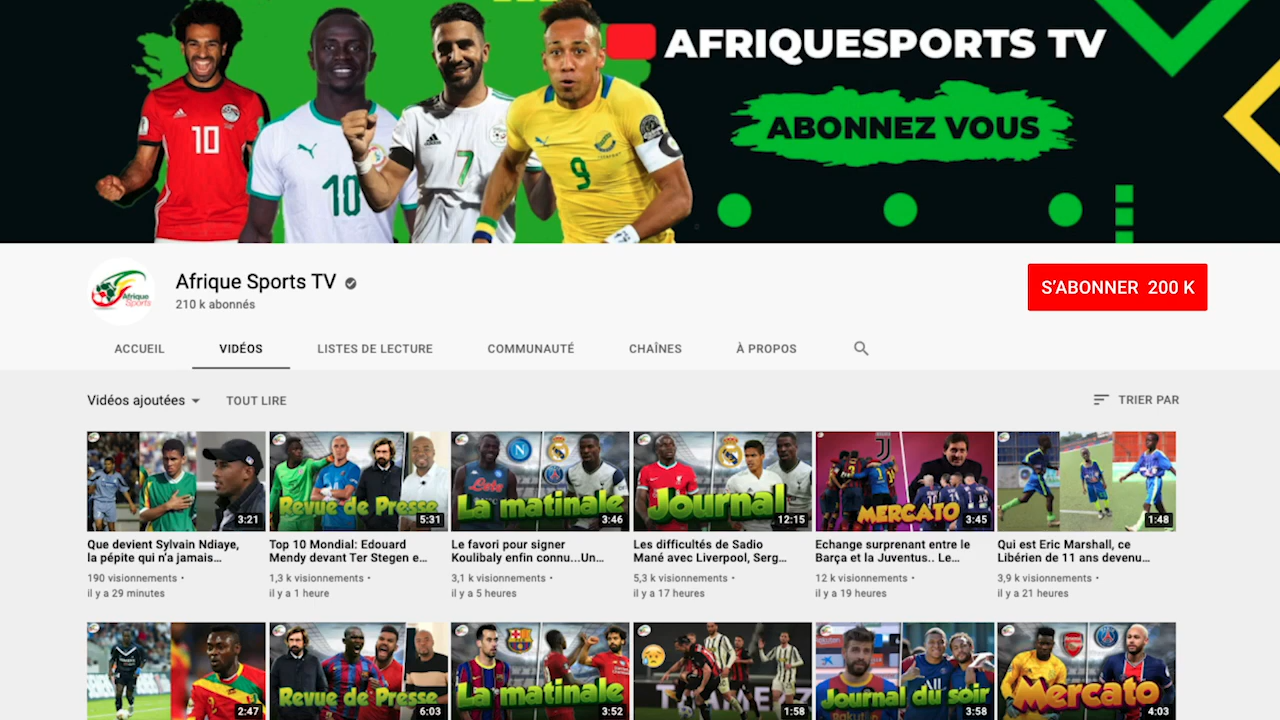 AFRIQUESPORTS TV
ABONNEZ VOUS
10
10
7
9
Afrique Sports TV
210 k abonnés
Afrique
Sports
S'ABONNER 200 K
ACCUEIL VIDÉOS LISTES DE LECTURE COMMUNAUTÉ CHAÎNES À PROPOS
Vidéos ajoutées TOUT LIRE TRIER PAR
Revue de Presse
La matinale
Journal
MERCATO
3:21 5:31 3:46 12:15 3:45 1:48
Que devient Sylvain Ndiaye,
la pépite qui n'a jamais…
190 visionnements •
il y a 29 minutes
Top 10 Mondial: Edouard
Mendy devant Ter Stegen e…
1,3 k visionnements •
il y a 1 heure
Le favori pour signer
Koulibaly enfin connu...Un…
3,1 k visionnements •
il y a 5 heures
Les difficultés de Sadio
Mané avec Liverpool, Serg…
5,3 k visionnements •
il y a 17 heures
Echange surprenant entre le
Barça et la Juventus.. Le…
12 k visionnements •
il y a 19 heures
Qui est Eric Marshall, ce
Libérien de 11 ans devenu…
3,9 k visionnements •
il y a 21 heures
Revue de Presse
La matinale
Journal du soir
Mercato
2:47 6:03 3:52 1:58 3:58 4:03